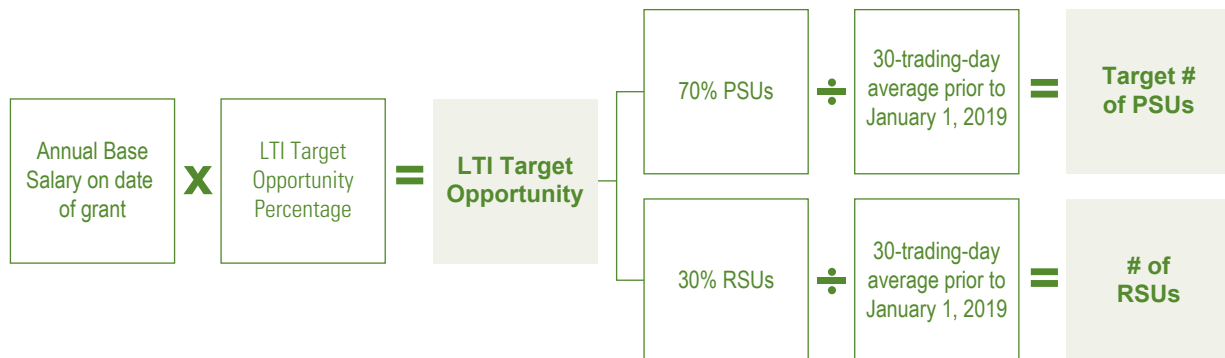 Annual Base
Salary on date
of grant
x
LTI Target
Opportunity
Percentage
=
LTI Target
Opportunity
70% PSUs
÷
30-trading-day
average prior to
January 1, 2019
=
Target #
of PSUs
30% RSUs
÷
30-trading-day
average prior to
January 1, 2019
=
# of
RSUs